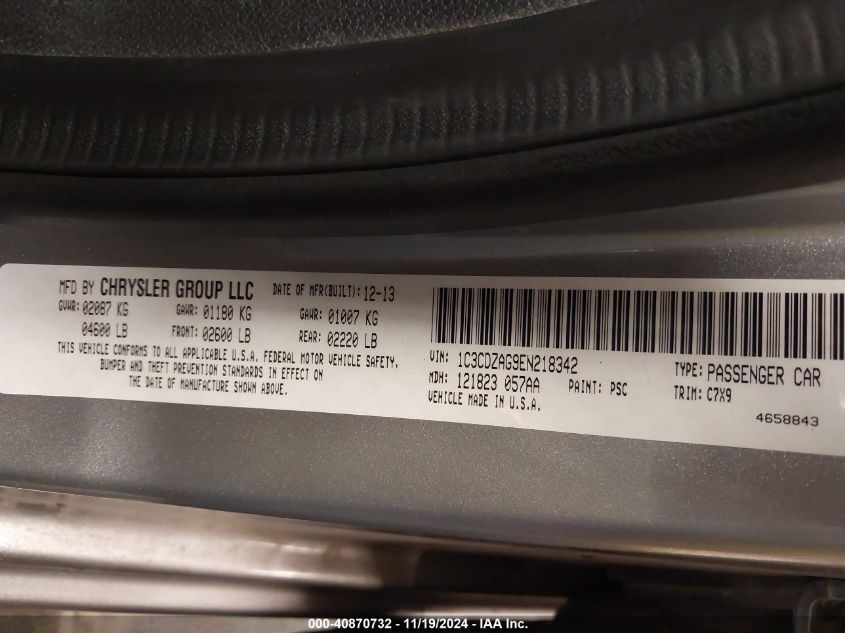 MFD BY CHRYSLER GROUP LLC DATE OF MFR(BUILT): 12-13
GVWR: 02087 KG GAWR: 01180 KG GAWR: 01007 KG
04600 LB FRONT: 02600 LB REAR: 02220 LB
THIS VEHICLE CONFORMS TO ALL APPLICABLE U.S.A. FEDERAL MOTOR VEHICLE SAFETY,
BUMPER AND THEFT PREVENTION STANDARDS IN EFFECT ON
THE DATE OF MANUFACTURE SHOWN ABOVE.
VIN: 1C3CDZAG9EN218342 TYPE: PASSENGER CAR
MDH: 121823 057AA PAINT: PSC TRIM: C7X9
VEHICLE MADE IN U.S.A.
4658843
000-40870732 - 11/19/2024 - IAA Inc.